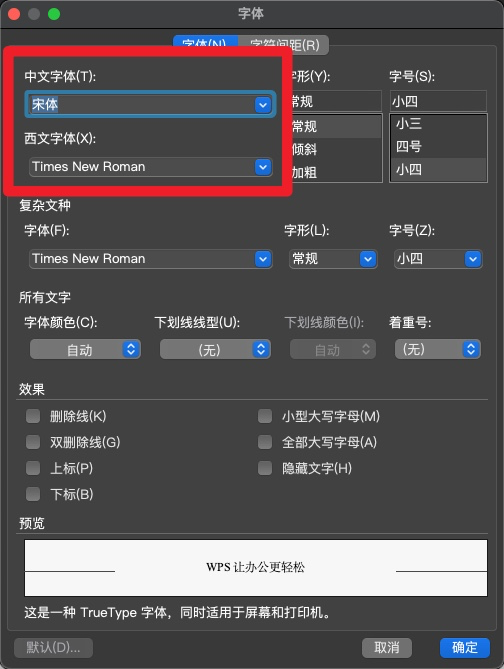 字体
字体(N) 字符间距(R)
中文字体(T): 字形(Y): 字号(S):
宋体 常规 小四
常规 小三
西文字体(X): 倾斜 四号
Times New Roman 加粗 小四
复杂文种
字体(F): 字形(L): 字号(Z):
Times New Roman 常规 小四
所有文字
字体颜色(C): 下划线线型(U): 下划线颜色(I): 着重号:
自动 (无) 自动 (无)
效果
删除线(K) 小型大写字母(M)
双删除线(G) 全部大写字母(A)
上标(P) 隐藏文字(H)
下标(B)
预览
WPS 让办公更轻松
这是一种 TrueType 字体，同时适用于屏幕和打印机。
默认(D)... 取消 确定